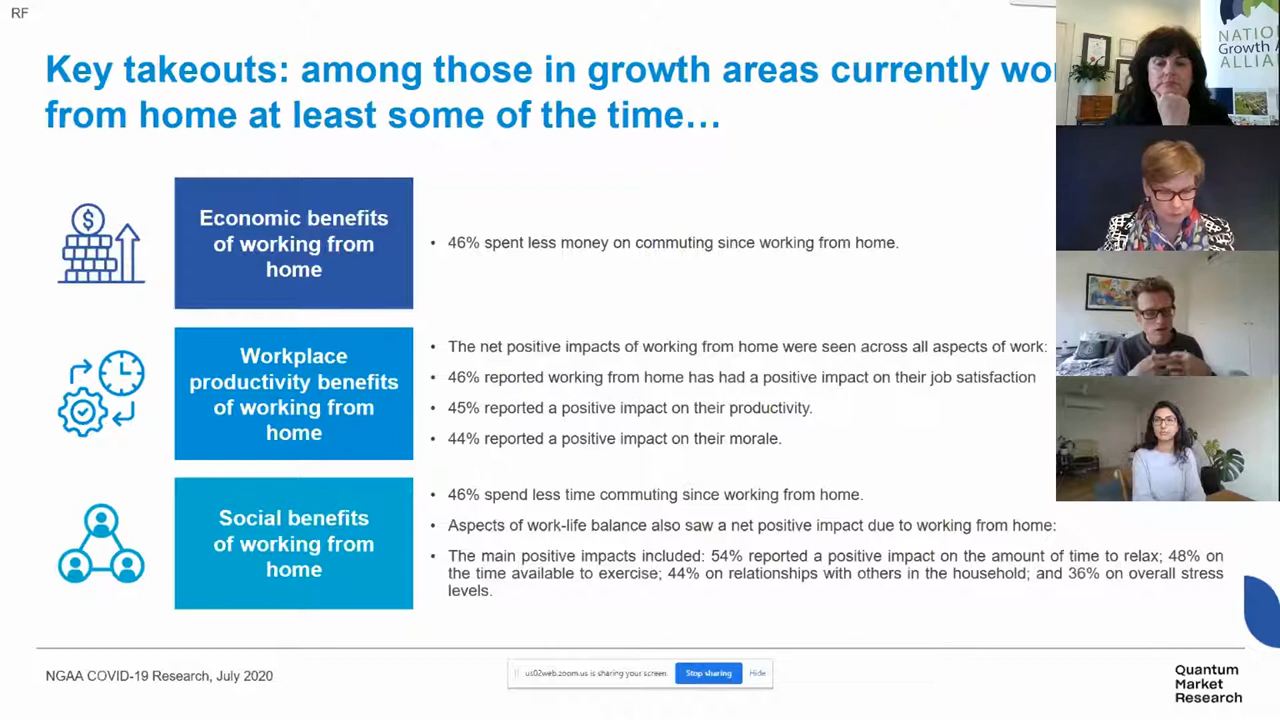 RF
Key takeouts: among those in growth areas currently wo
from home at least some of the time…
Economic benefits
of working from
home
• 46% spent less money on commuting since working from home.
Workplace
productivity benefits
of working from
home
• The net positive impacts of working from home were seen across all aspects of work:
• 46% reported working from home has had a positive impact on their job satisfaction
• 45% reported a positive impact on their productivity.
• 44% reported a positive impact on their morale.
Social benefits
of working from
home
• 46% spend less time commuting since working from home.
• Aspects of work-life balance also saw a net positive impact due to working from home:
• The main positive impacts included: 54% reported a positive impact on the amount of time to relax; 48% on
the time available to exercise; 44% on relationships with others in the household; and 36% on overall stress
levels.
NGAA COVID-19 Research, July 2020
us02web.zoom.us is sharing your screen.
Stop sharing
Hide
Quantum
Market
Research
NATIO
Growth A
ALLIA
$